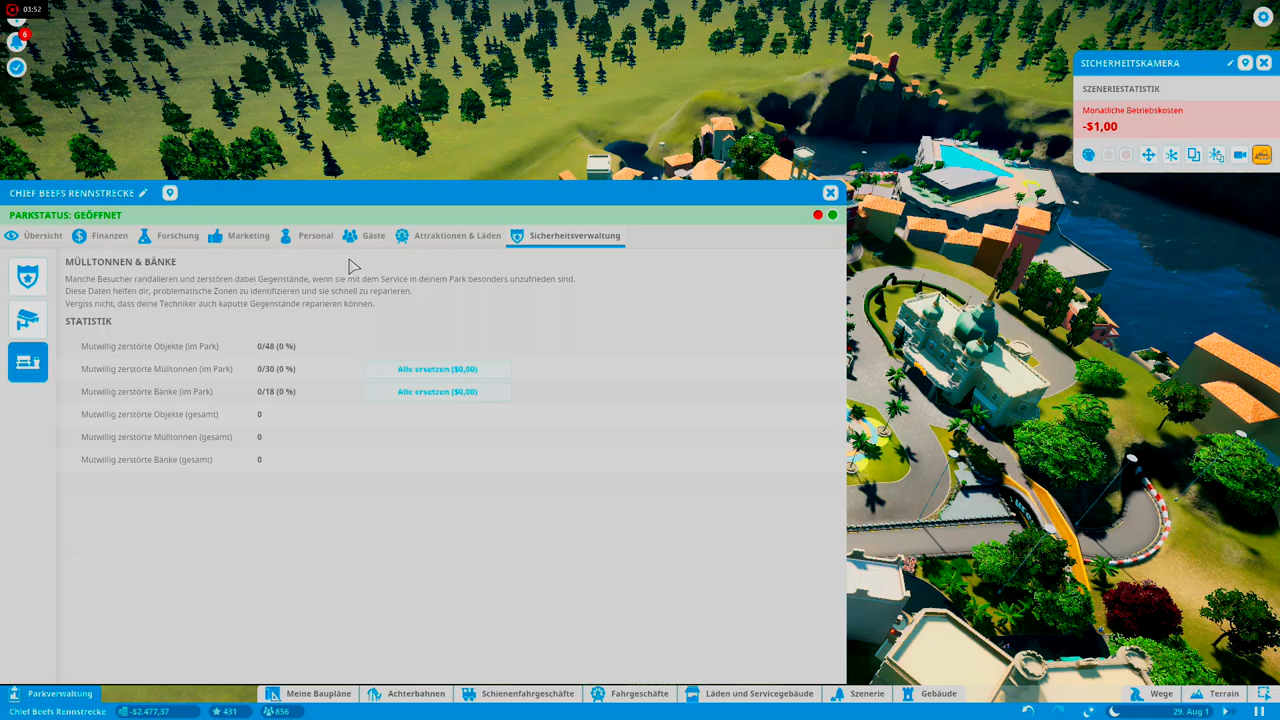 03:52
6
SICHERHEITSKAMERA
SZENERIESTATISTIK
Monatliche Betriebskosten
-$1,00
CHIEF BEEFS RENNSTRECKE
PARKSTATUS: GEÖFFNET
Übersicht Finanzen Forschung Marketing Personal Gäste Attraktionen & Läden Sicherheitsverwaltung
MÜLLTONNEN & BÄNKE
Manche Besucher randalieren und zerstören dabei Gegenstände, wenn sie mit dem Service in deinem Park besonders unzufrieden sind.
Diese Daten helfen dir, problematische Zonen zu identifizieren und sie schnell zu reparieren.
Vergiss nicht, dass deine Techniker auch kaputte Gegenstände reparieren können.
STATISTIK
Mutwillig zerstörte Objekte (im Park) 0/48 (0 %)
Mutwillig zerstörte Mülltonnen (im Park) 0/30 (0 %) Alle ersetzen ($0,00)
Mutwillig zerstörte Bänke (im Park) 0/18 (0 %) Alle ersetzen ($0,00)
Mutwillig zerstörte Objekte (gesamt) 0
Mutwillig zerstörte Mülltonnen (gesamt) 0
Mutwillig zerstörte Bänke (gesamt) 0
Parkverwaltung Meine Baupläne Achterbahnen Schienenfahrgeschäfte Fahrgeschäfte Läden und Servicegebäude Szenerie Gebäude Wege Terrain
Chief Beefs Rennstrecke -$2.477,37 431 856 29. Aug 1